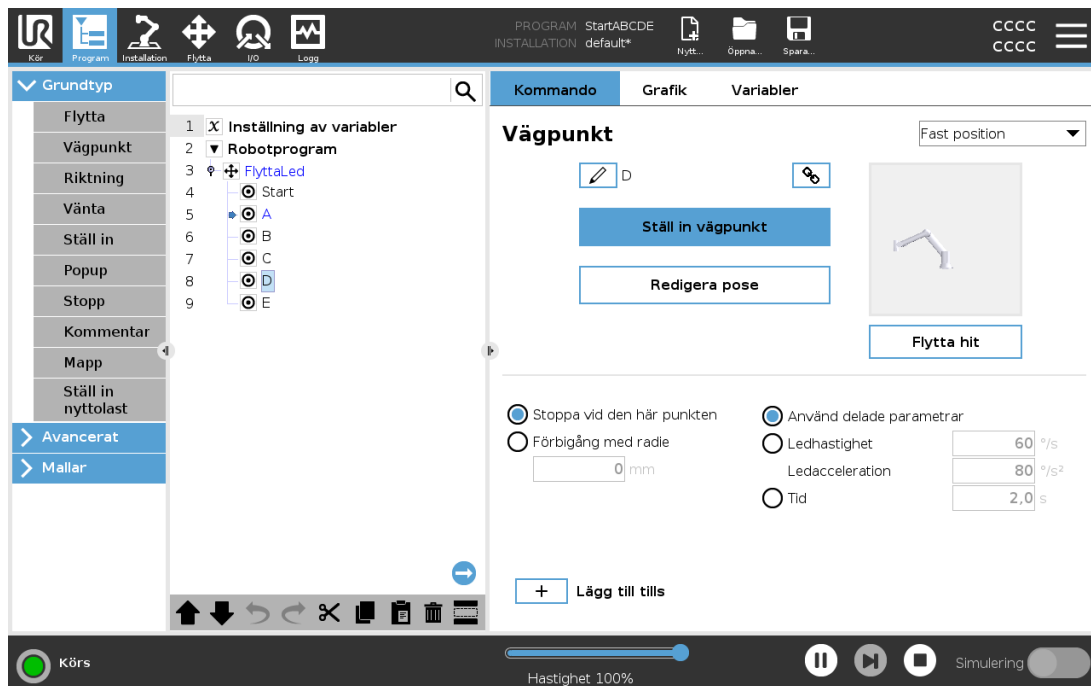 UR
PROGRAM StartABCDE
INSTALLATION default*
CCCC
CCCC
Kör Program Installation Flytta I/O Logg Nytt... Öppna... Spara...
Grundtyp
Flytta
Vägpunkt
Riktning
Vänta
Ställ in
Popup
Stopp
Kommentar
Mapp
Ställ in
nyttolast
Avancerat
Mallar
1 X Inställning av variabler
2 Robotprogram
3 FlyttaLed
4 Start
5 A
6 B
7 C
8 D
9 E
Kommando Grafik Variabler
Vägpunkt
Fast position
D
Ställ in vägpunkt
Redigera pose
Flytta hit
Stoppa vid den här punkten
Förbigång med radie
0 mm
Använd delade parametrar
Ledhastighet 60 °/s
Ledacceleration 80 °/s²
Tid 2,0 s
+ Lägg till tills
Körs
Hastighet 100%
Simulering